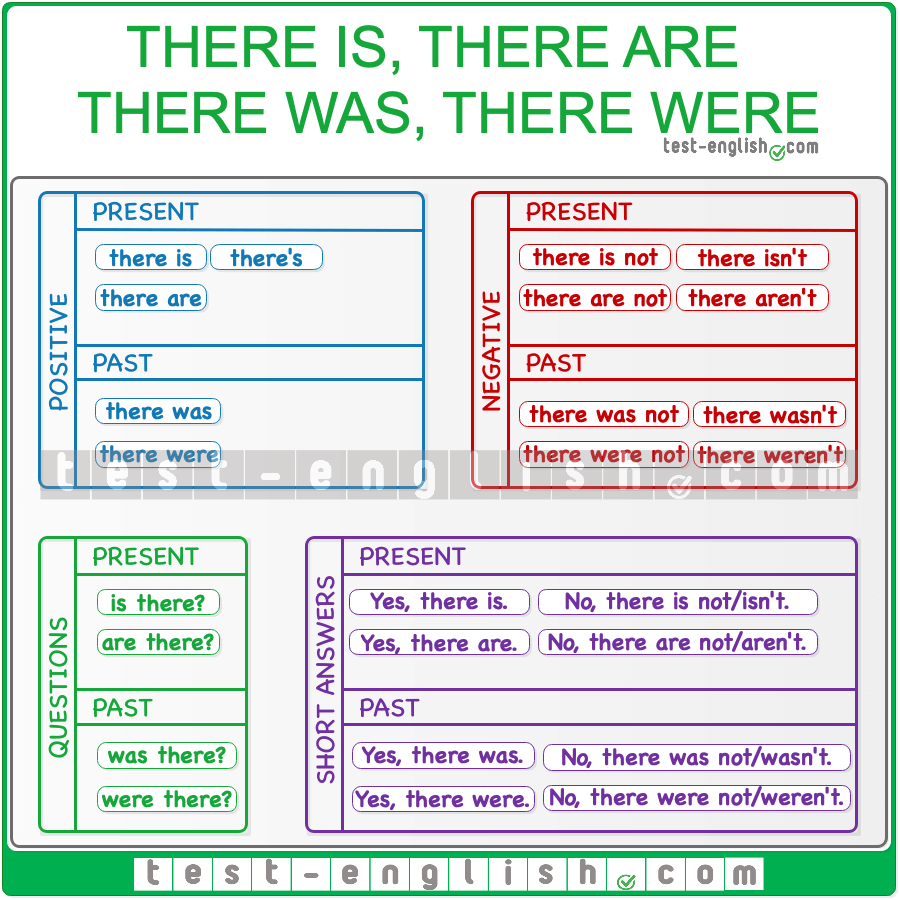 THERE IS, THERE ARE
THERE WAS, THERE WERE
test-english.com
POSITIVE
PRESENT
there is there's
there are
PAST
there was
there were
NEGATIVE
PRESENT
there is not there isn't
there are not there aren't
PAST
there was not there wasn't
there were not there weren't
test-english.com
QUESTIONS
PRESENT
is there?
are there?
PAST
was there?
were there?
SHORT ANSWERS
PRESENT
Yes, there is. No, there is not/isn't.
Yes, there are. No, there are not/aren't.
PAST
Yes, there was. No, there was not/wasn't.
Yes, there were. No, there were not/weren't.
test-english.com